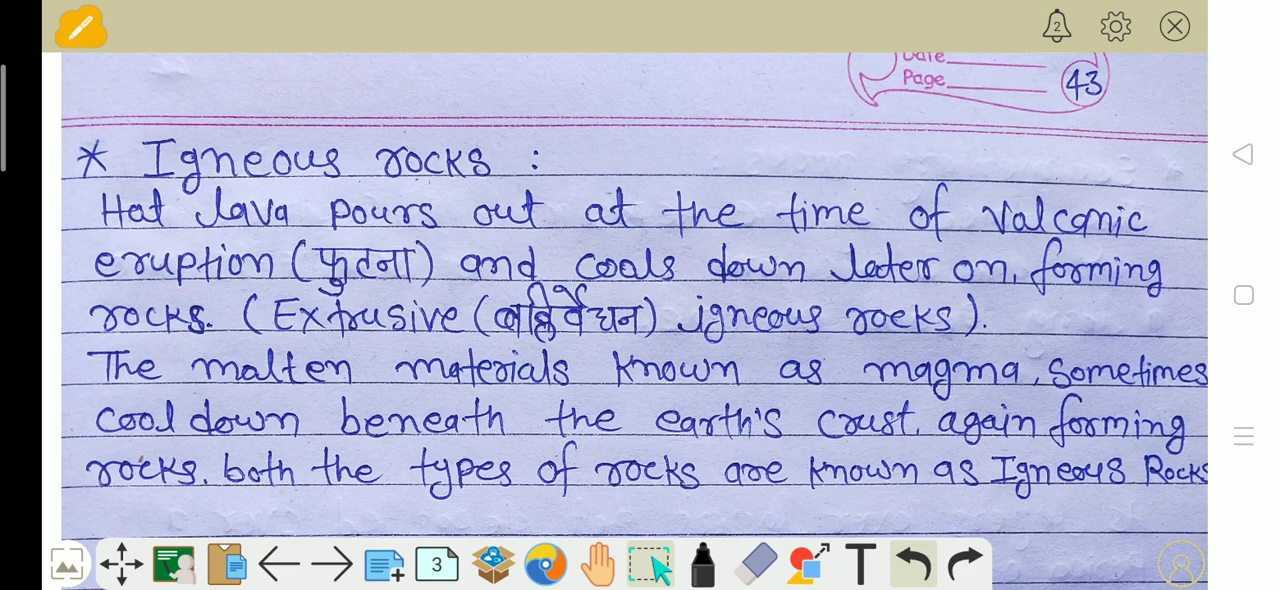 2
Date
Page 43
* Igneous rocks :
Hot lava pours out at the time of Valcanic
eruption (फुटना) and cools down later on, forming
rocks. (Extrusive (बहिर्वेधन) igneous rocks).
The malten materials known as magma, sometimes
cool down beneath the earth's crust, again forming
rocks. both the types of rocks are known as Igneous Rocks
3
T